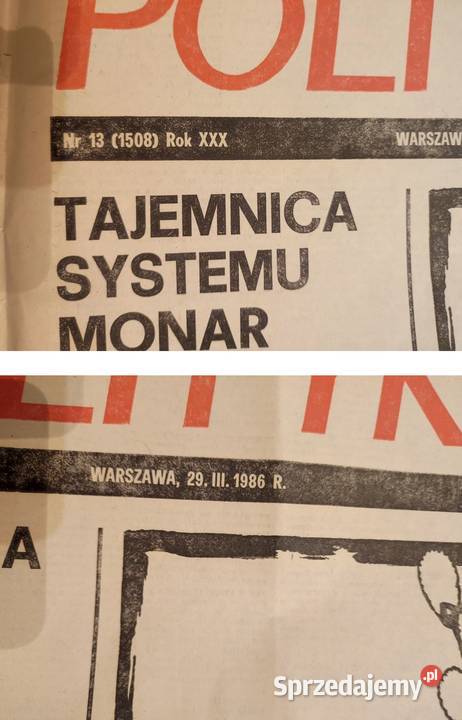 POLI
Nr 13 (1508) Rok XXX WARSZAW
TAJEMNICA
SYSTEMU
MONAR
LITYK
WARSZAWA, 29. III. 1986 R.
A
Sprzedajemy.pl